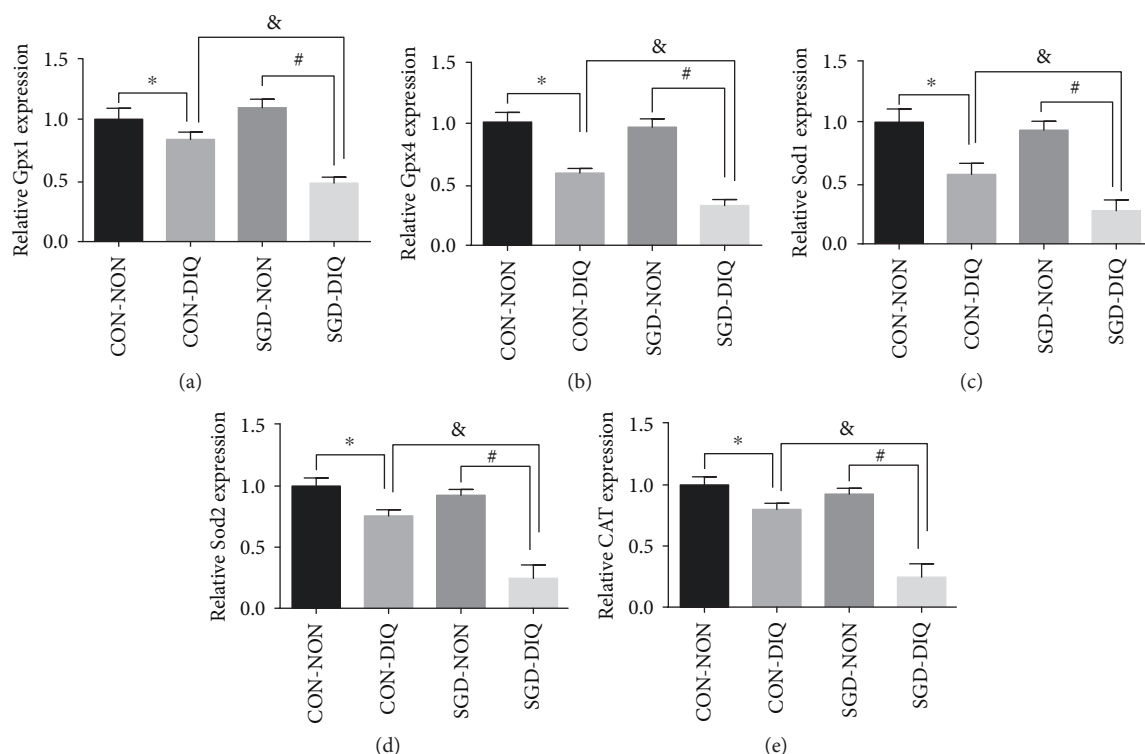 Relative Gpx1 expression
1.5
1.0
0.5
0.0
*
#
&
CON-NON
CON-DIQ
SGD-NON
SGD-DIQ
(a)
Relative Gpx4 expression
1.5
1.0
0.5
0.0
*
#
&
CON-NON
CON-DIQ
SGD-NON
SGD-DIQ
(b)
Relative Sod1 expression
1.5
1.0
0.5
0.0
*
#
&
CON-NON
CON-DIQ
SGD-NON
SGD-DIQ
(c)
Relative Sod2 expression
1.5
1.0
0.5
0.0
*
#
&
CON-NON
CON-DIQ
SGD-NON
SGD-DIQ
(d)
Relative CAT expression
1.5
1.0
0.5
0.0
*
#
&
CON-NON
CON-DIQ
SGD-NON
SGD-DIQ
(e)